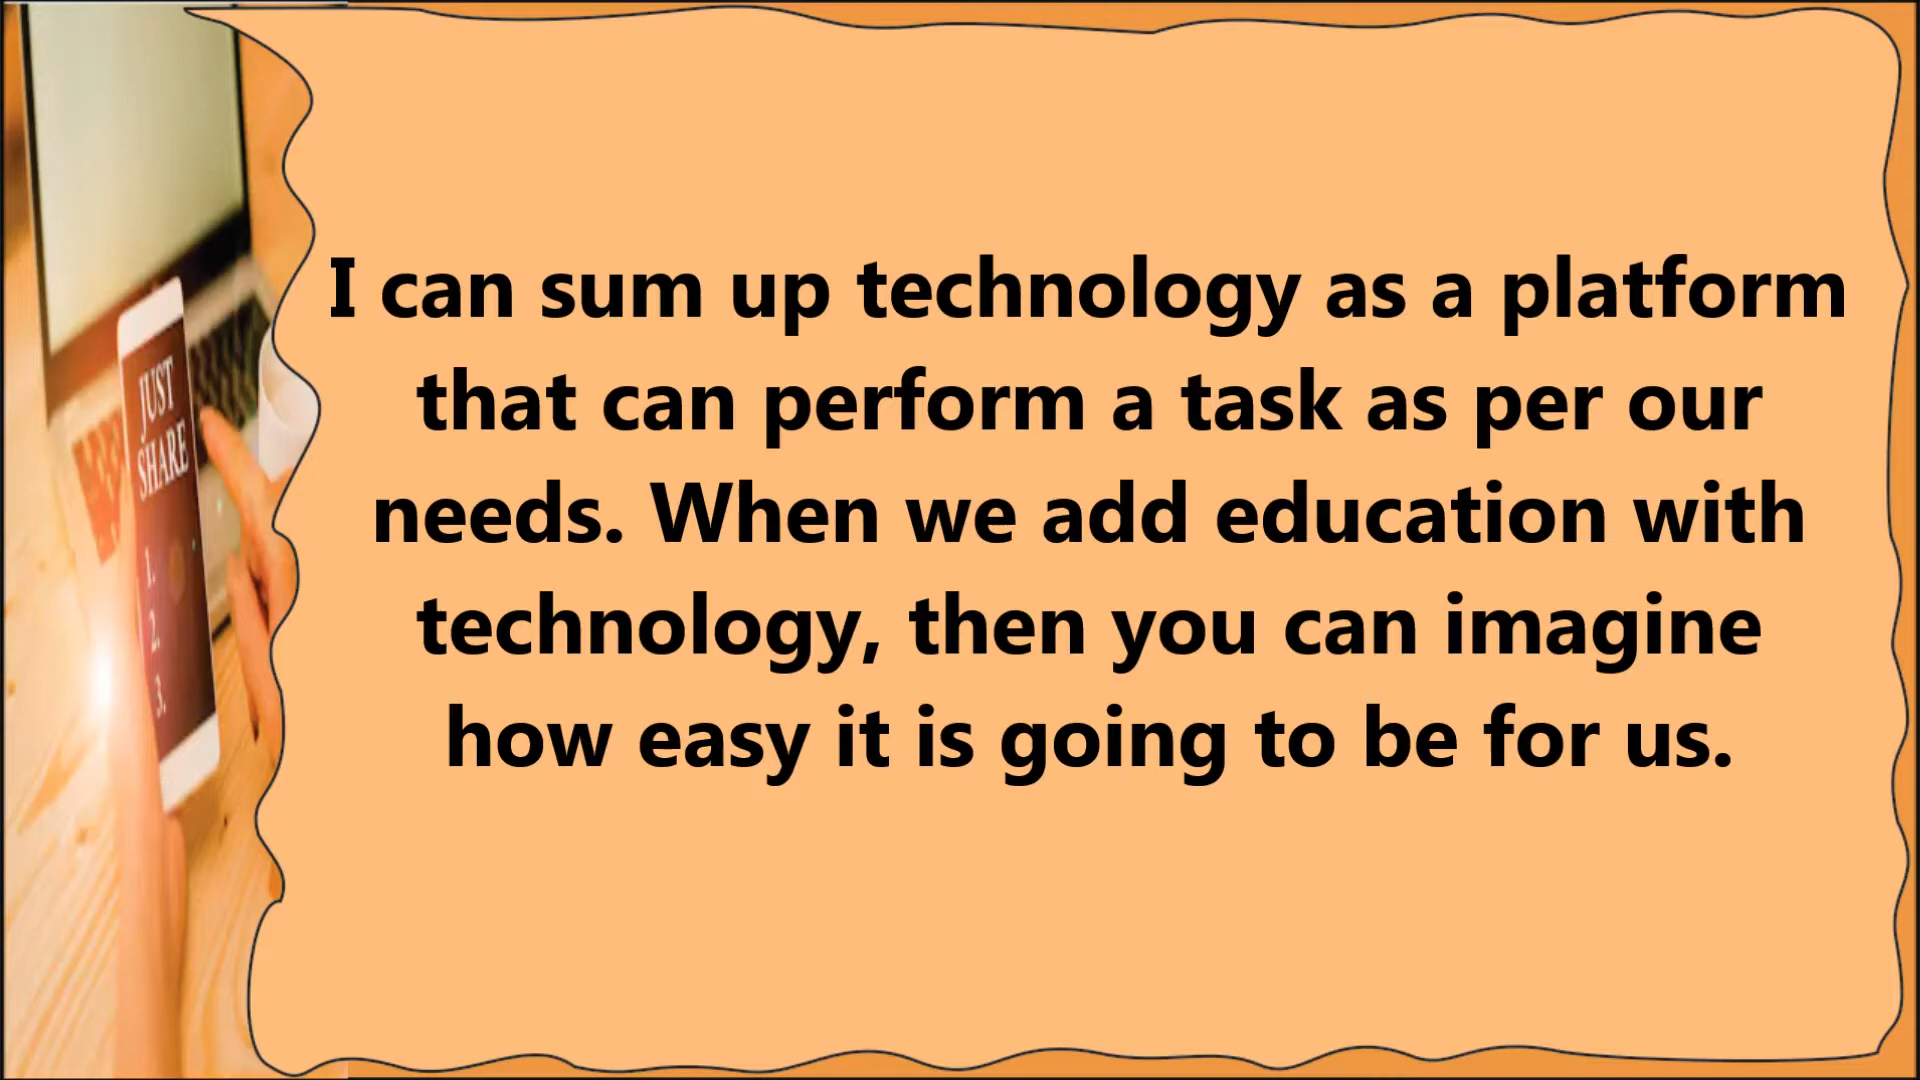 I can sum up technology as a platform
that can perform a task as per our
needs. When we add education with
technology, then you can imagine
how easy it is going to be for us.
JUST
SHARE
1.
2.
3.